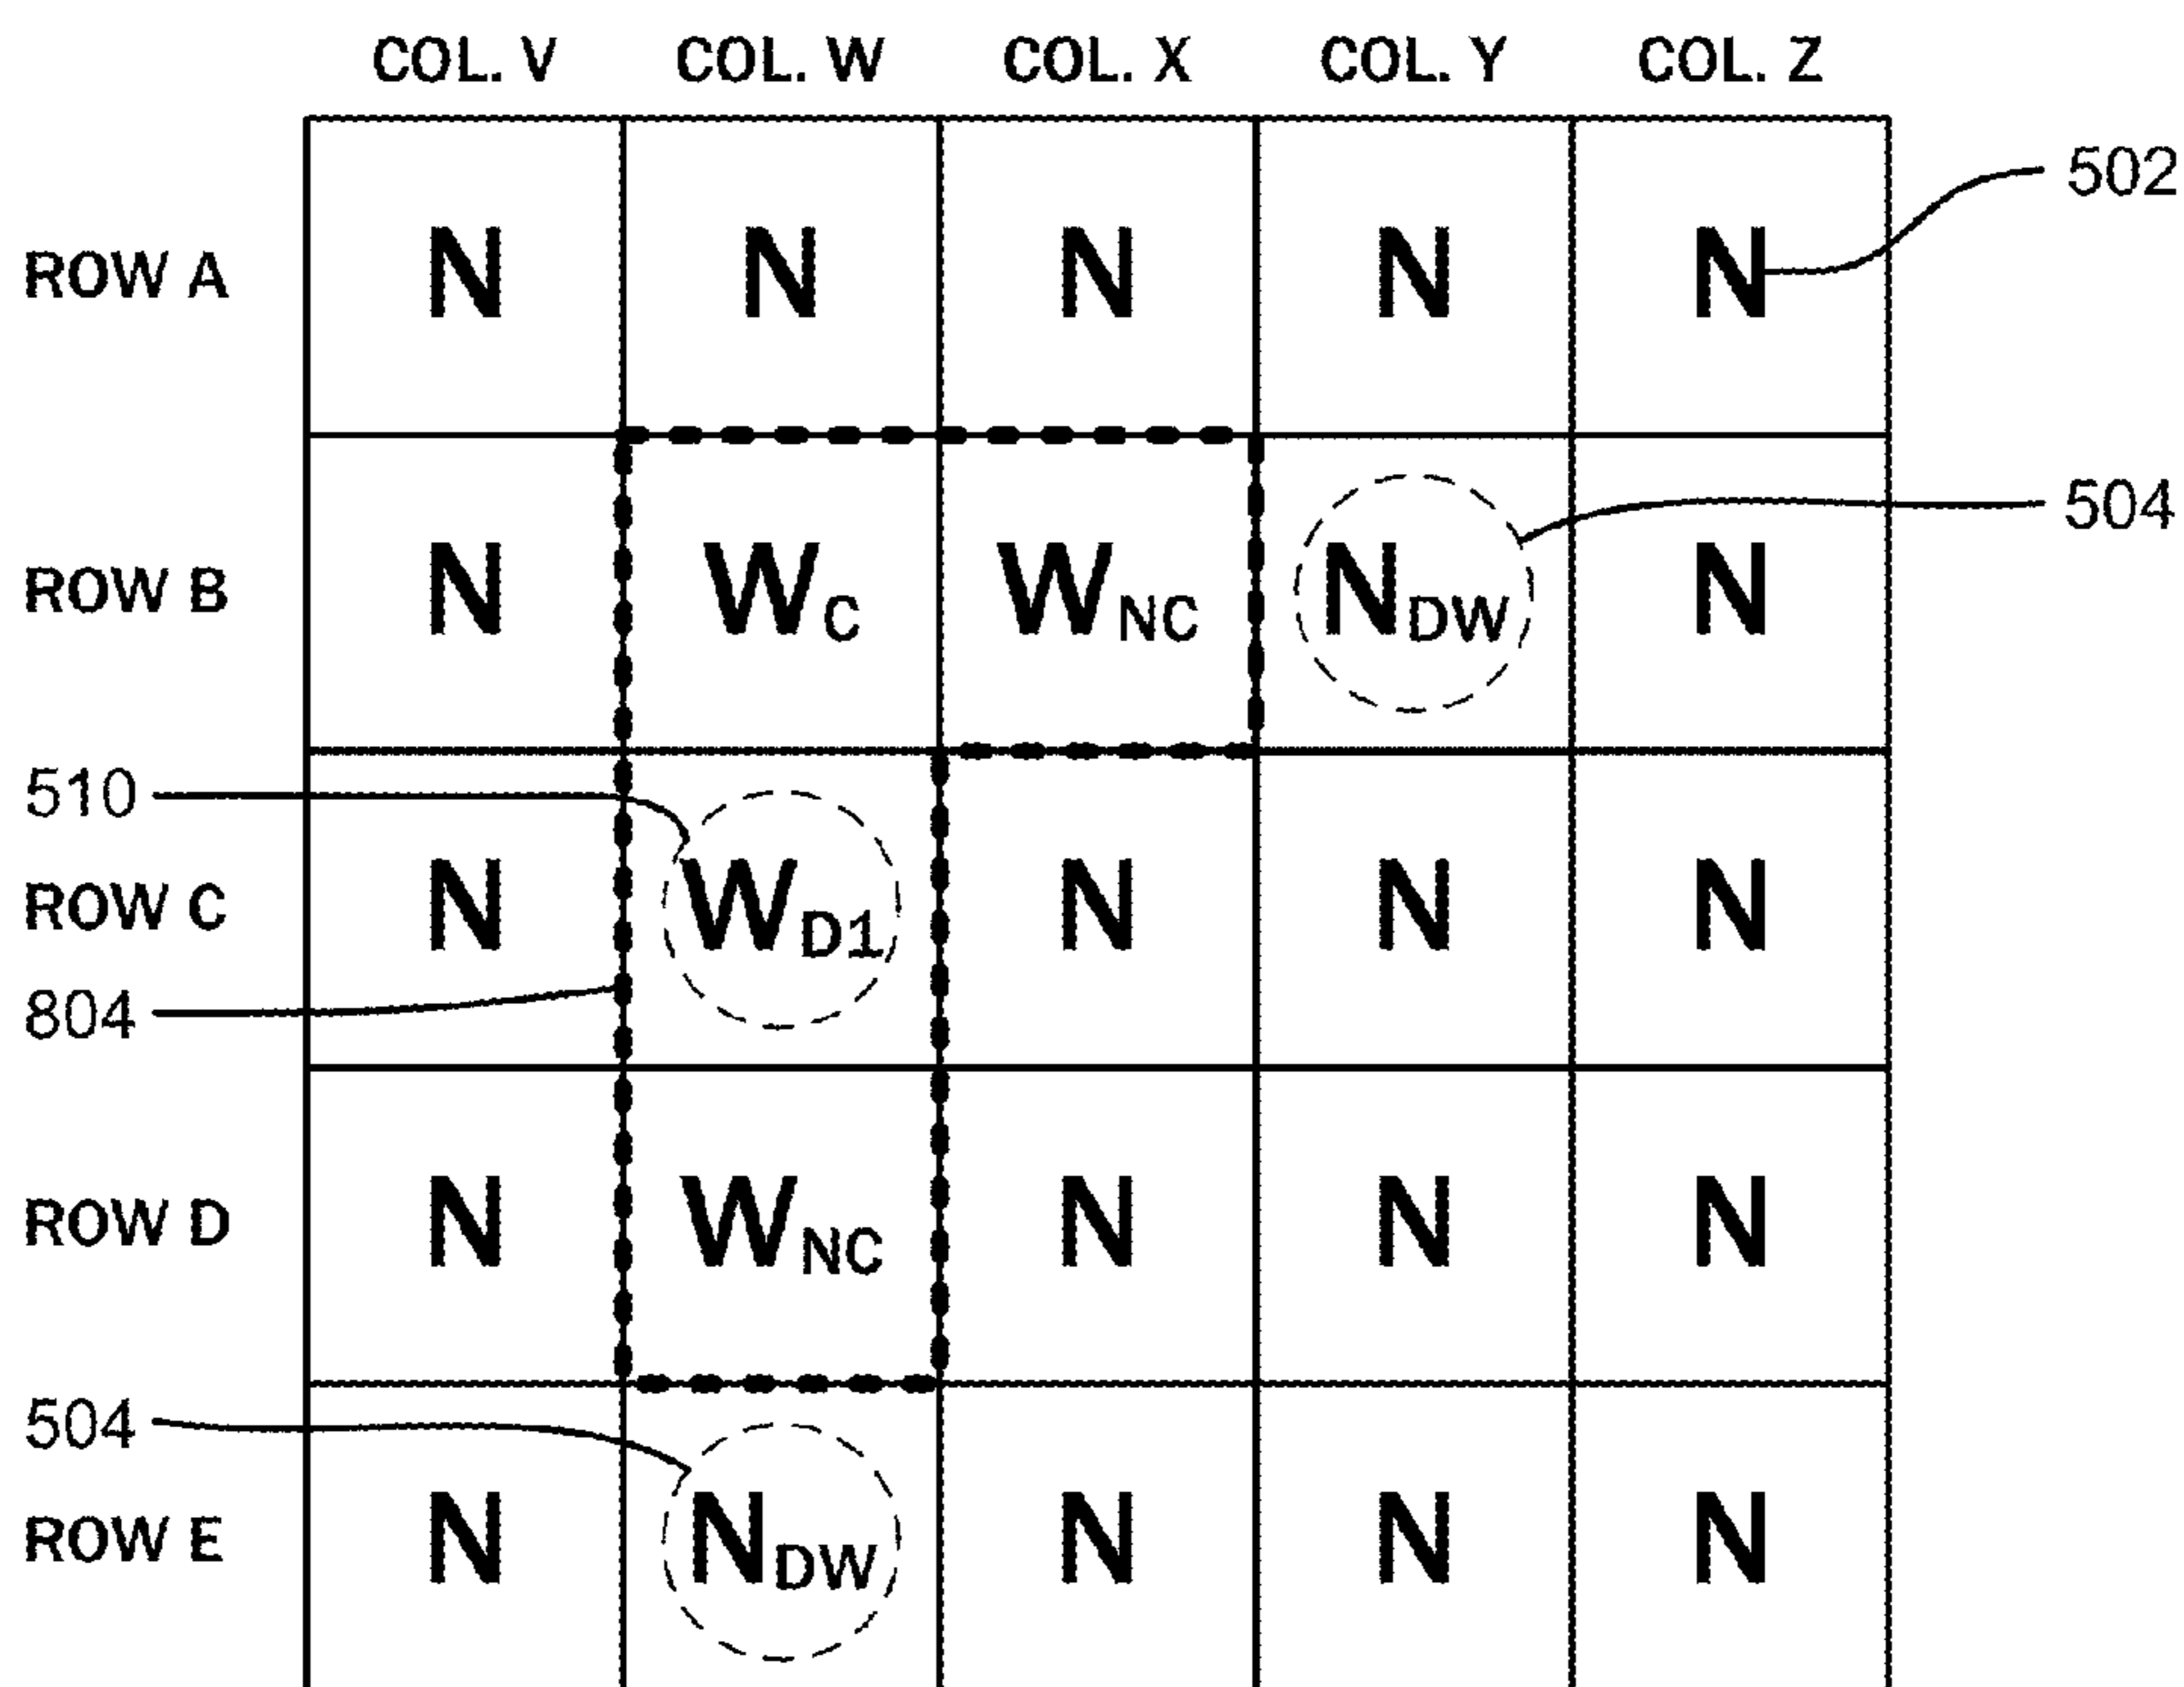 COL. V COL. W COL. X COL. Y COL. Z
502
ROW A N N N N N
504
ROW B N WC WNC NDW N
510
ROW C N WD1 N N N
804
ROW D N WNC N N N
504
ROW E N NDW N N N